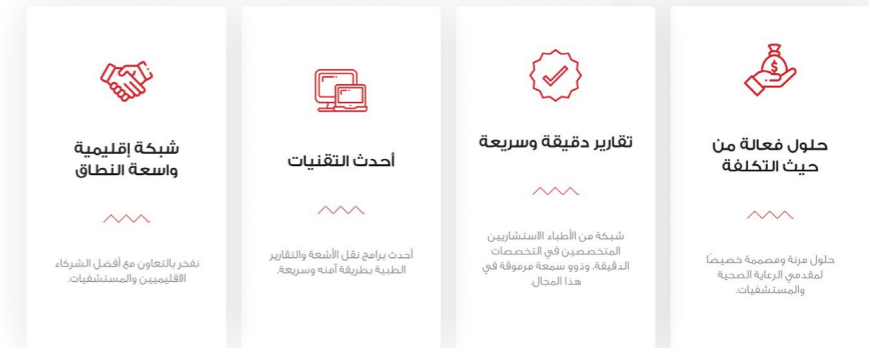 حلول فعالة من
حيث التكلفة
حلول مرنة ومصممة خصيصًا
لمقدمي الرعاية الصحية
والمستشفيات.
تقارير دقيقة وسريعة
شبكة من الأطباء الاستشاريين
المتخصصين في التخصصات
الدقيقة، وذوو سمعة مرموقة في
هذا المجال.
أحدث التقنيات
أحدث برامج نقل الأشعة والتقارير
الطبية بطريقة آمنه وسريعة.
شبكة إقليمية
واسعة النطاق
نفخر بالتعاون مع أفضل الشركاء
الاقليميين والمستشفيات.